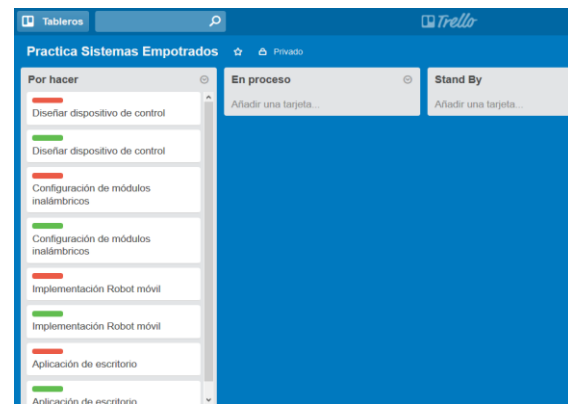 Tableros
Trello
Practica Sistemas Empotrados
Privado
Por hacer
Diseñar dispositivo de control
Diseñar dispositivo de control
Configuración de módulos
inalámbricos
Configuración de módulos
inalámbricos
Implementación Robot móvil
Implementación Robot móvil
Aplicación de escritorio
Aplicación de escritorio
En proceso
Añadir una tarjeta...
Stand By
Añadir una tarjeta...